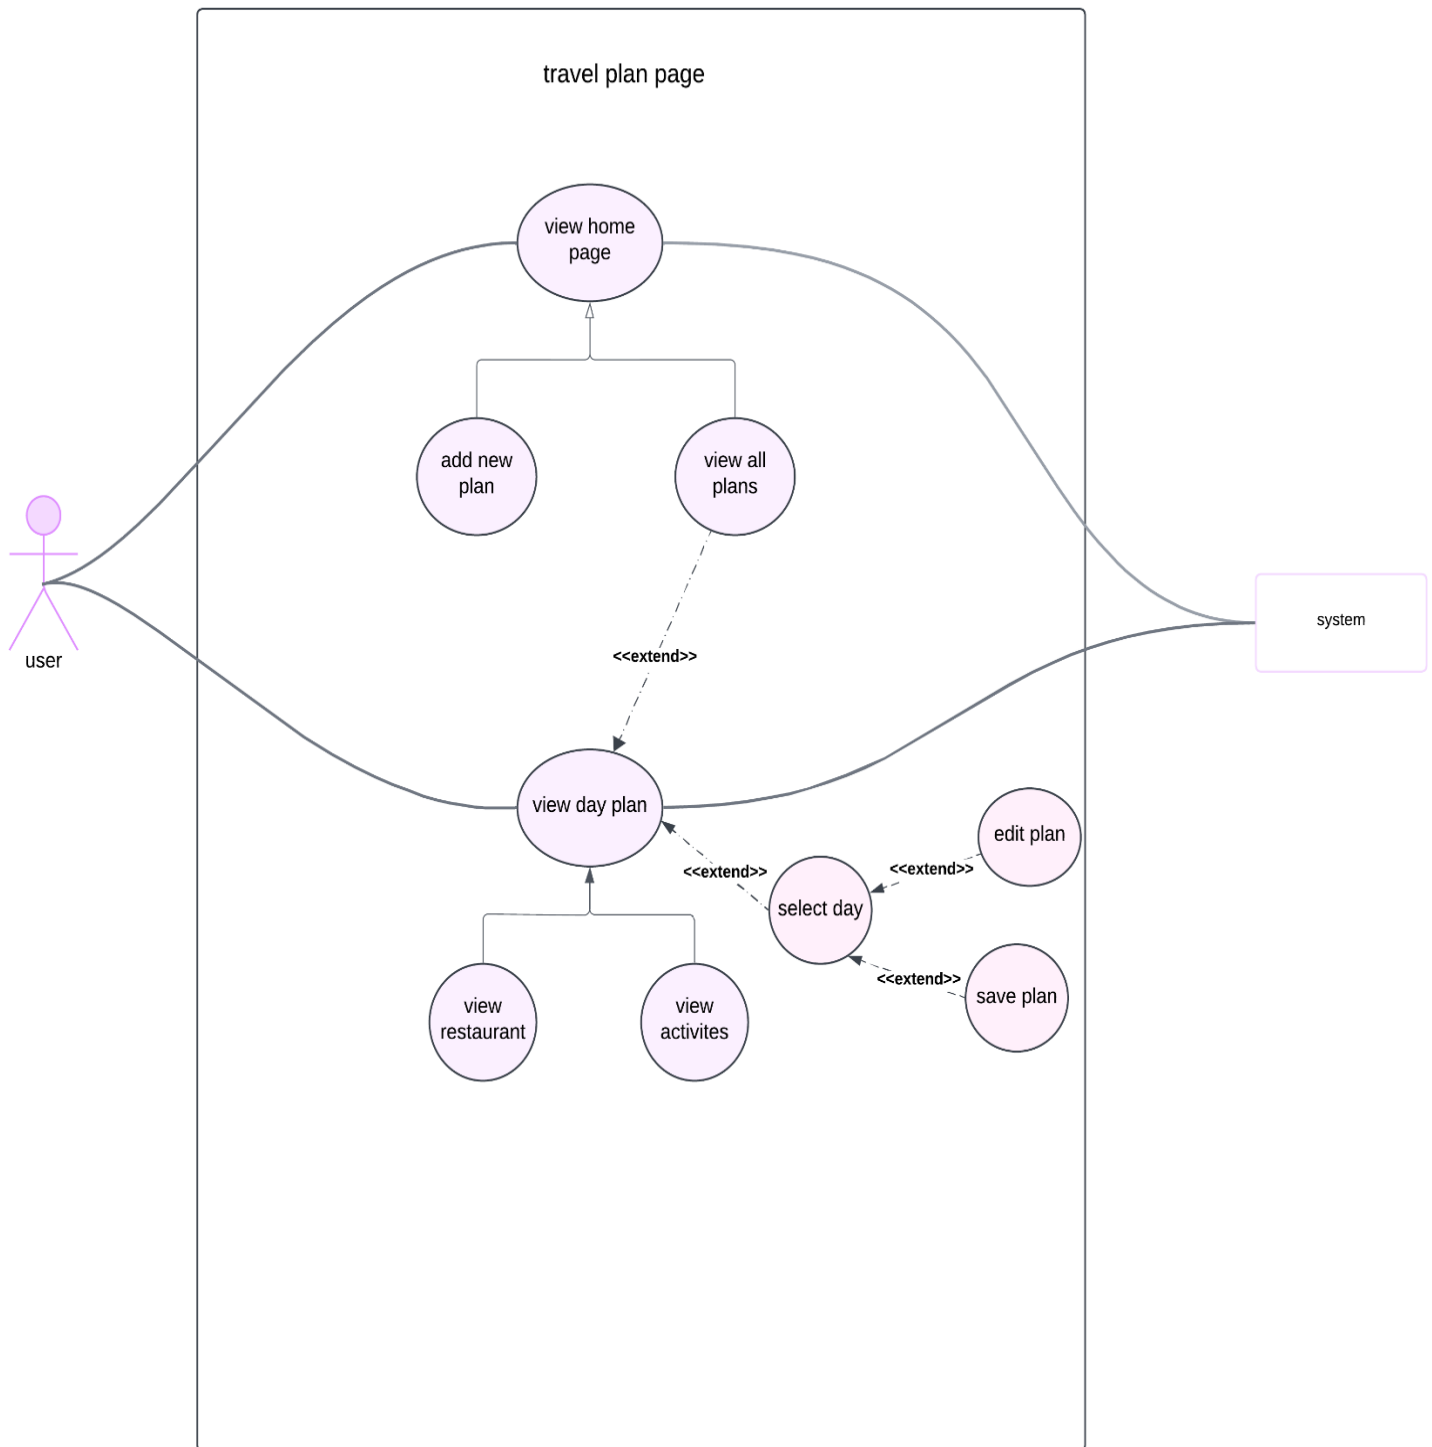 travel plan page
view home
page
add new
plan
view all
plans
user
<<extend>>
system
view day plan
edit plan
<<extend>>
<<extend>>
select day
<<extend>>
save plan
view
restaurant
view
activites